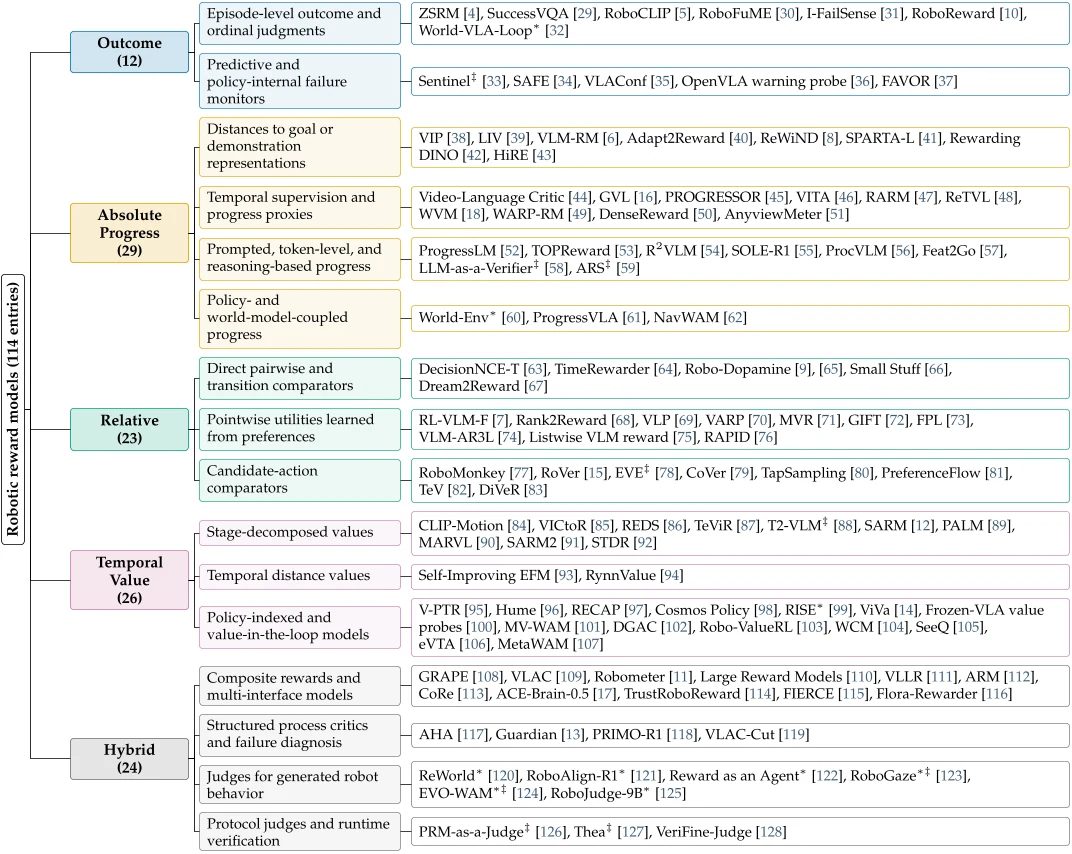 Robotic reward models (114 entries)
Outcome
(12)
Episode-level outcome and
ordinal judgments
ZSRM [4], SuccessVQA [29], RoboCLIP [5], RoboFuME [30], I-FailSense [31], RoboReward [10],
World-VLA-Loop* [32]
Predictive and
policy-internal failure
monitors
Sentinel‡ [33], SAFE [34], VLAConf [35], OpenVLA warning probe [36], FAVOR [37]
Absolute
Progress
(29)
Distances to goal or
demonstration
representations
VIP [38], LIV [39], VLM-RM [6], Adapt2Reward [40], ReWiND [8], SPARTA-L [41], Rewarding
DINO [42], HiRE [43]
Temporal supervision and
progress proxies
Video-Language Critic [44], GVL [16], PROGRESSOR [45], VITA [46], RARM [47], ReTVL [48],
WVM [18], WARP-RM [49], DenseReward [50], AnyviewMeter [51]
Prompted, token-level, and
reasoning-based progress
ProgressLM [52], TOPReward [53], R²VLM [54], SOLE-R1 [55], ProcVLM [56], Feat2Go [57],
LLM-as-a-Verifier‡ [58], ARS‡ [59]
Policy- and
world-model-coupled
progress
World-Env* [60], ProgressVLA [61], NavWAM [62]
Relative
(23)
Direct pairwise and
transition comparators
DecisionNCE-T [63], TimeRewarder [64], Robo-Dopamine [9], [65], Small Stuff [66],
Dream2Reward [67]
Pointwise utilities learned
from preferences
RL-VLM-F [7], Rank2Reward [68], VLP [69], VARP [70], MVR [71], GIFT [72], FPL [73],
VLM-AR3L [74], Listwise VLM reward [75], RAPID [76]
Candidate-action
comparators
RoboMonkey [77], RoVer [15], EVE‡ [78], CoVer [79], TapSampling [80], PreferenceFlow [81],
TeV [82], DiVeR [83]
Temporal
Value
(26)
Stage-decomposed values
CLIP-Motion [84], VICtoR [85], REDS [86], TeViR [87], T2-VLM‡ [88], SARM [12], PALM [89],
MARVL [90], SARM2 [91], STDR [92]
Temporal distance values
Self-Improving EFM [93], RynnValue [94]
Policy-indexed and
value-in-the-loop models
V-PTR [95], Hume [96], RECAP [97], Cosmos Policy [98], RISE* [99], ViVa [14], Frozen-VLA value
probes [100], MV-WAM [101], DGAC [102], Robo-ValueRL [103], WCM [104], SeeQ [105],
eVTA [106], MetaWAM [107]
Hybrid
(24)
Composite rewards and
multi-interface models
GRAPE [108], VLAC [109], Robometer [11], Large Reward Models [110], VLLR [111], ARM [112],
CoRe [113], ACE-Brain-0.5 [17], TrustRoboReward [114], FIERCE [115], Flora-Rewarder [116]
Structured process critics
and failure diagnosis
AHA [117], Guardian [13], PRIMO-R1 [118], VLAC-Cut [119]
Judges for generated robot
behavior
ReWorld* [120], RoboAlign-R1* [121], Reward as an Agent* [122], RoboGaze*‡ [123],
EVO-WAM*‡ [124], RoboJudge-9B* [125]
Protocol judges and runtime
verification
PRM-as-a-Judge‡ [126], Thea‡ [127], VeriFine-Judge [128]